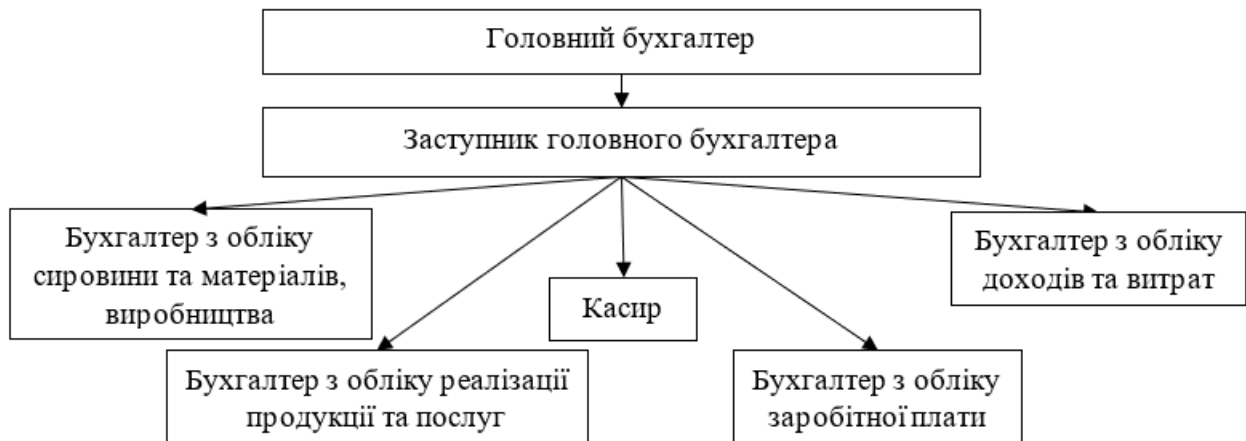 Головний бухгалтер
Заступник головного бухгалтера
Бухгалтер з обліку
сировини та матеріалів,
виробництва
Бухгалтер з обліку реалізації
продукції та послуг
Касир
Бухгалтер з обліку
заробітної плати
Бухгалтер з обліку
доходів та витрат